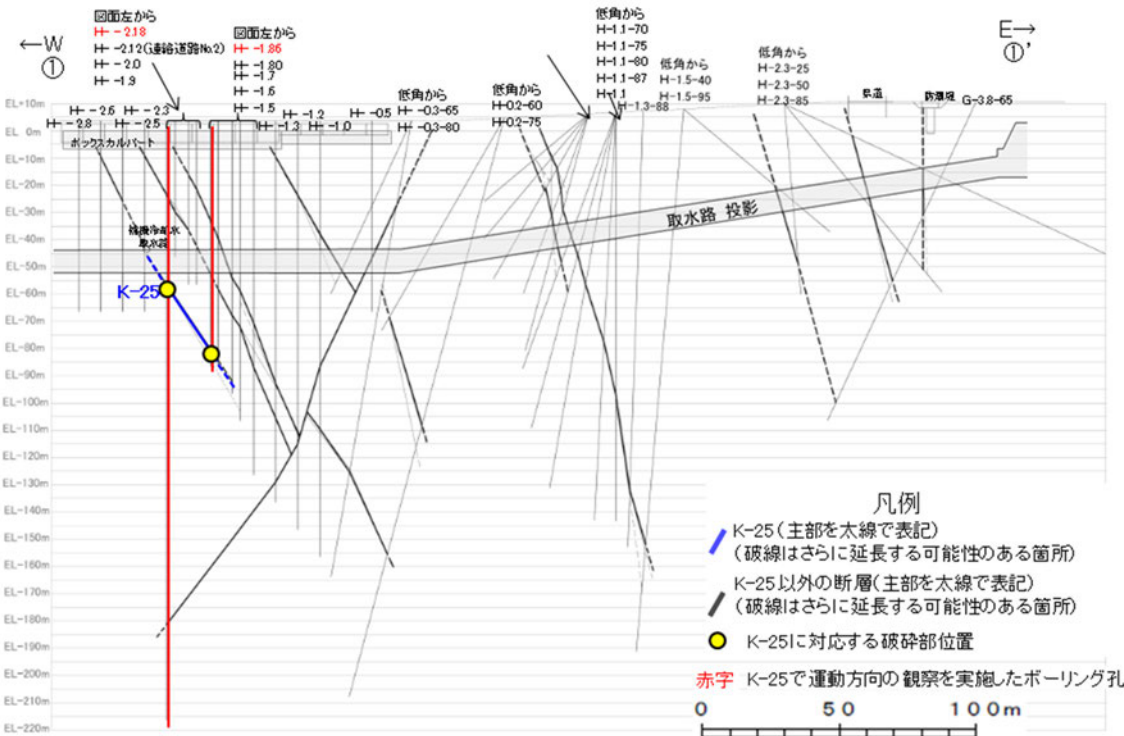 図面左から
H- -2.18
H- -2.12(連絡道路No.2)
H- -2.0
H- -1.9
図面左から
H- -1.86
H- -1.80
H- -1.7
H- -1.6
H- -1.5
低角から
H-1.1-70
H-1.1-75
H-1.1-80
H-1.1-87
H-1.1
低角から
H-1.5-40
H-1.5-95
低角から
H-2.3-25
H-2.3-50
H-2.3-85
←W
①
E→
①'
県道
防潮堤
G-3.8-65
H-1.3-88
低角から
H-0.2-60
H-0.2-75
低角から
H- -0.3-65
H- -0.3-80
H- -2.6
H- -2.3
H- -2.8
H- -2.5
H- -1.2
H- -0.5
H- -1.3
H- -1.0
ボックスカルバート
補機冷却水
取水路
取水路 投影
K-25
EL+10m
EL 0m
EL-10m
EL-20m
EL-30m
EL-40m
EL-50m
EL-60m
EL-70m
EL-80m
EL-90m
EL-100m
EL-110m
EL-120m
EL-130m
EL-140m
EL-150m
EL-160m
EL-170m
EL-180m
EL-190m
EL-200m
EL-210m
EL-220m
凡例
K-25(主部を太線で表記)
(破線はさらに延長する可能性のある箇所)
K-25以外の断層(主部を太線で表記)
(破線はさらに延長する可能性のある箇所)
K-25に対応する破砕部位置
赤字 K-25で運動方向の観察を実施したボーリング孔
0 50 100m